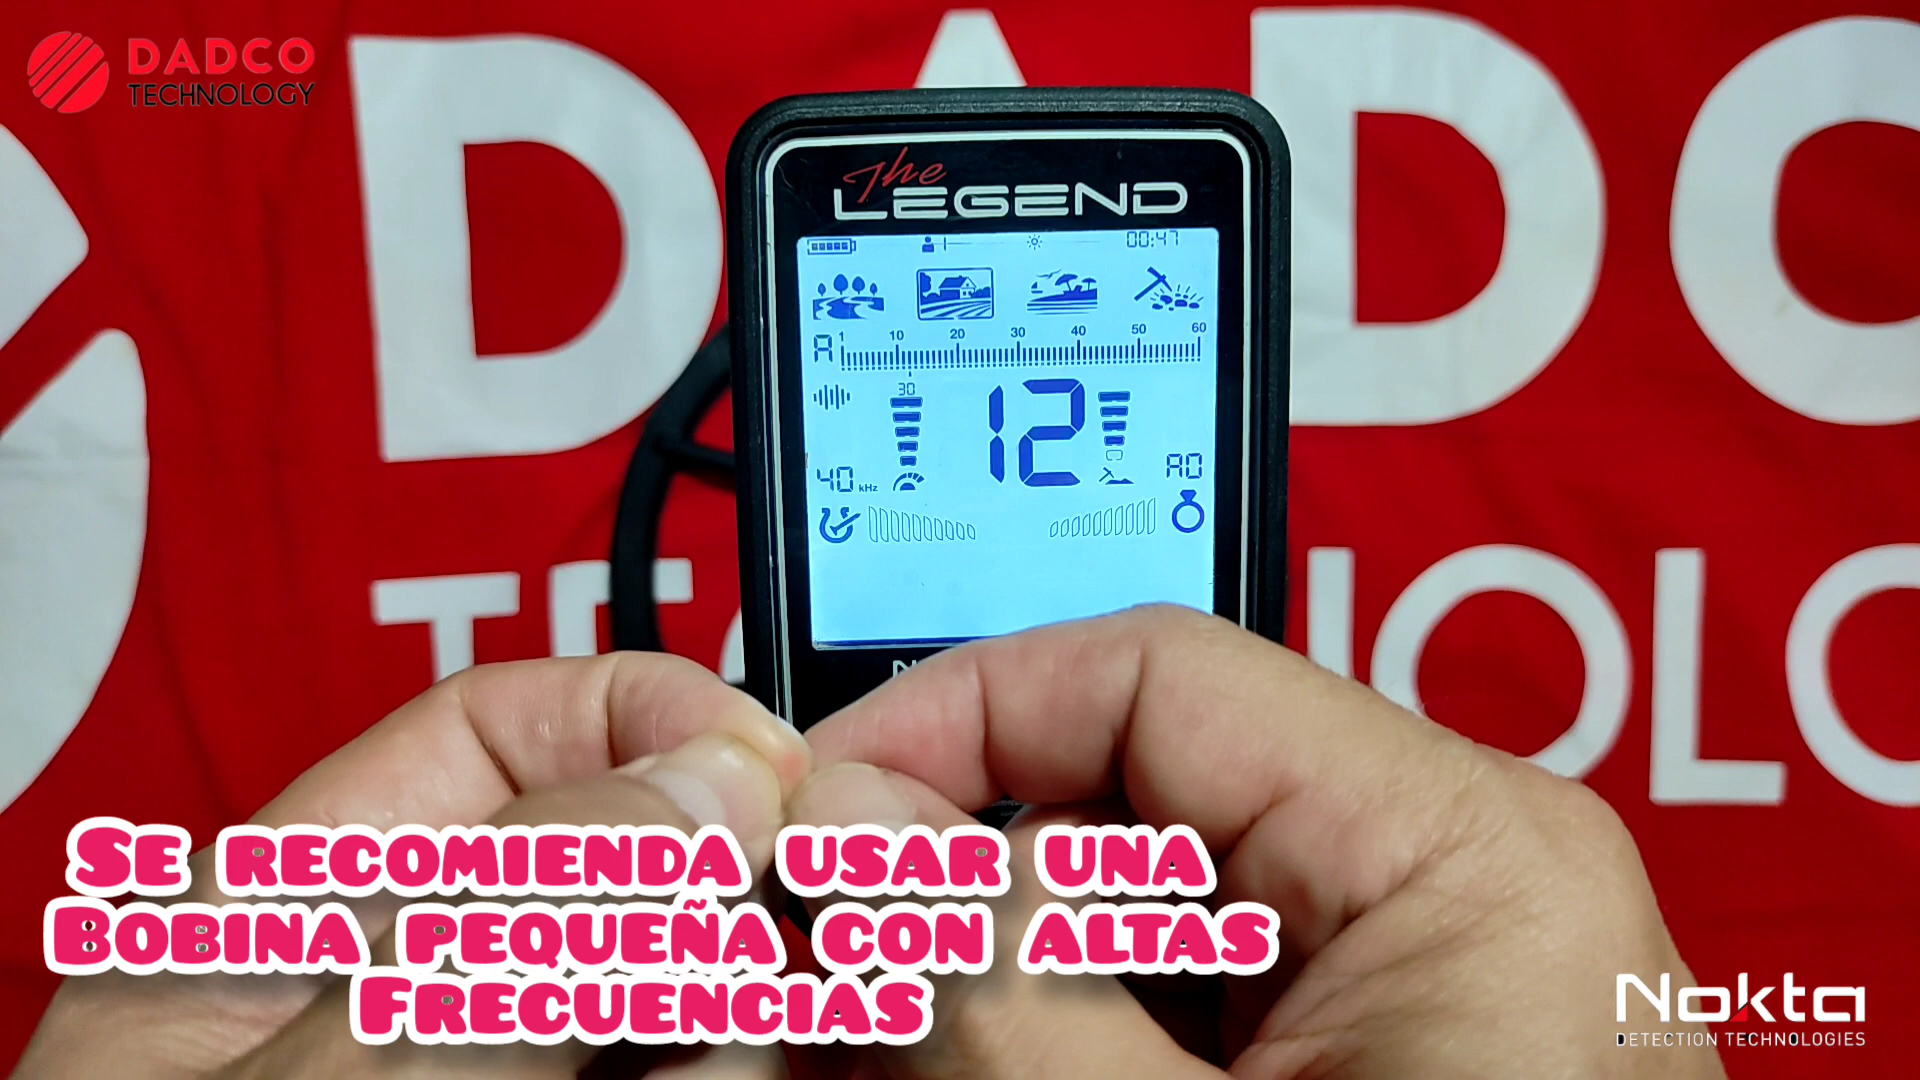 DADCO
TECHNOLOGY
The
LEGEND
00:47
A 1 10 20 30 40 50 60
30
12
40 kHz
A0
Se recomienda usar una
Bobina pequeña con altas
Frecuencias
Nokta
DETECTION TECHNOLOGIES